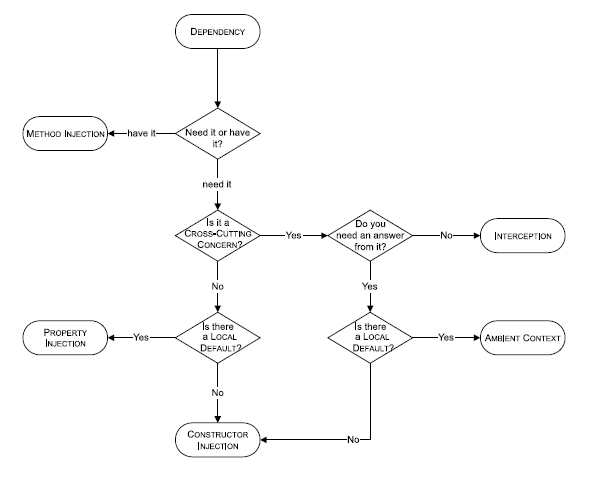 DEPENDENCY
METHOD INJECTION
have it
Need it or have
it?
need it
Is it a
CROSS-CUTTING
CONCERN?
Yes
Do you
need an answer
from it?
No
INTERCEPTION
No
Yes
PROPERTY
INJECTION
Yes
Is there
a LOCAL
DEFAULT?
Is there
a LOCAL
DEFAULT?
Yes
AMBIENT CONTEXT
No
CONSTRUCTOR
INJECTION
No